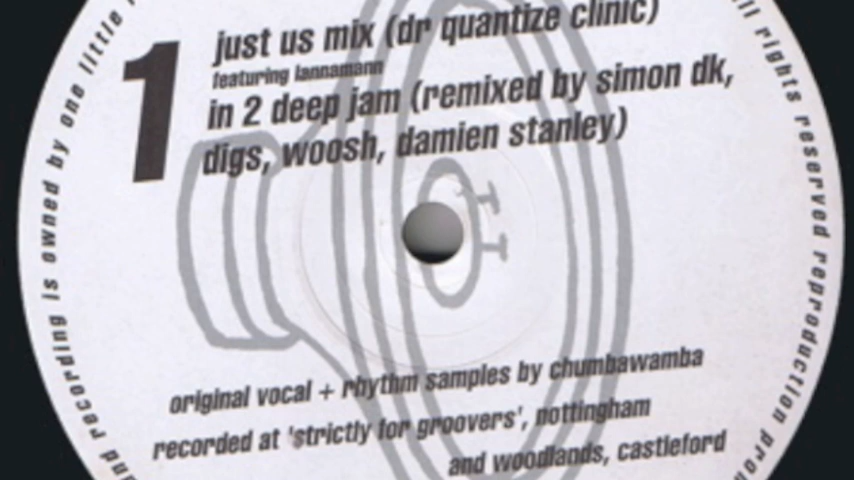 1
just us mix (dr quantize clinic)
featuring lannamann
in 2 deep jam (remixed by simon dk,
digs, woosh, damien stanley)
original vocal + rhythm samples by chumbawamba
recorded at 'strictly for groovers', nottingham
and woodlands, castleford
recording is owned by one little
rights reserved reproduction